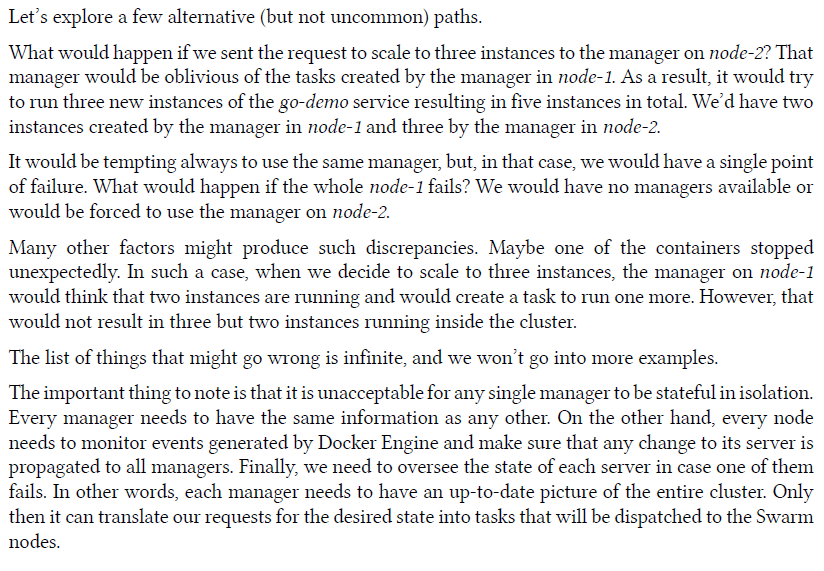 Let’s explore a few alternative (but not uncommon) paths.
What would happen if we sent the request to scale to three instances to the manager on node-2? That
manager would be oblivious of the tasks created by the manager in node-1. As a result, it would try
to run three new instances of the go-demo service resulting in five instances in total. We’d have two
instances created by the manager in node-1 and three by the manager in node-2.
It would be tempting always to use the same manager, but, in that case, we would have a single point
of failure. What would happen if the whole node-1 fails? We would have no managers available or
would be forced to use the manager on node-2.
Many other factors might produce such discrepancies. Maybe one of the containers stopped
unexpectedly. In such a case, when we decide to scale to three instances, the manager on node-1
would think that two instances are running and would create a task to run one more. However, that
would not result in three but two instances running inside the cluster.
The list of things that might go wrong is infinite, and we won’t go into more examples.
The important thing to note is that it is unacceptable for any single manager to be stateful in isolation.
Every manager needs to have the same information as any other. On the other hand, every node
needs to monitor events generated by Docker Engine and make sure that any change to its server is
propagated to all managers. Finally, we need to oversee the state of each server in case one of them
fails. In other words, each manager needs to have an up-to-date picture of the entire cluster. Only
then it can translate our requests for the desired state into tasks that will be dispatched to the Swarm
nodes.